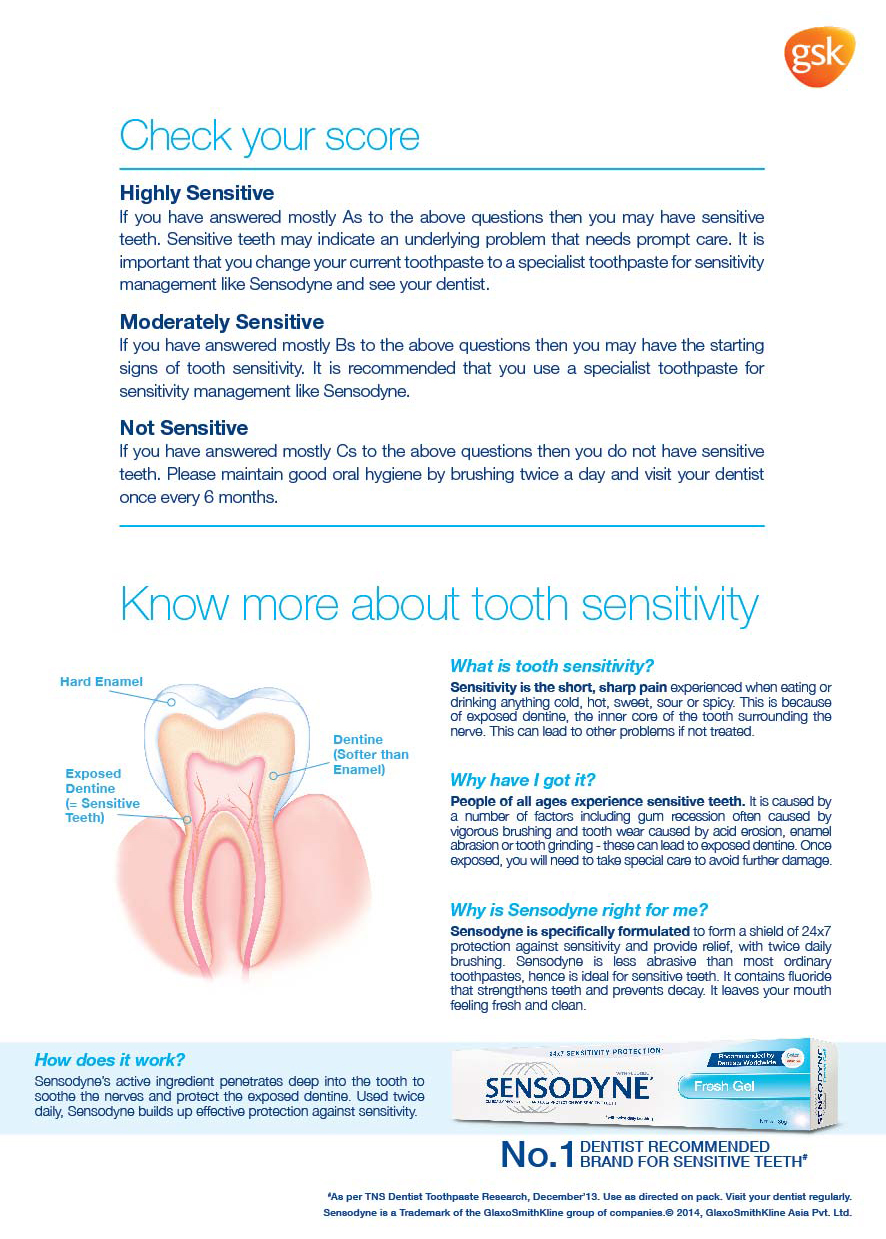 gsk
Check your score
Highly Sensitive
If you have answered mostly As to the above questions then you may have sensitive
teeth. Sensitive teeth may indicate an underlying problem that needs prompt care. It is
important that you change your current toothpaste to a specialist toothpaste for sensitivity
management like Sensodyne and see your dentist.
Moderately Sensitive
If you have answered mostly Bs to the above questions then you may have the starting
signs of tooth sensitivity. It is recommended that you use a specialist toothpaste for
sensitivity management like Sensodyne.
Not Sensitive
If you have answered mostly Cs to the above questions then you do not have sensitive
teeth. Please maintain good oral hygiene by brushing twice a day and visit your dentist
once every 6 months.
Know more about tooth sensitivity
Hard Enamel
Dentine
(Softer than
Enamel)
Exposed
Dentine
(= Sensitive
Teeth)
What is tooth sensitivity?
Sensitivity is the short, sharp pain experienced when eating or
drinking anything cold, hot, sweet, sour or spicy. This is because
of exposed dentine, the inner core of the tooth surrounding the
nerve. This can lead to other problems if not treated.
Why have I got it?
People of all ages experience sensitive teeth. It is caused by
a number of factors including gum recession often caused by
vigorous brushing and tooth wear caused by acid erosion, enamel
abrasion or tooth grinding - these can lead to exposed dentine. Once
exposed, you will need to take special care to avoid further damage.
Why is Sensodyne right for me?
Sensodyne is specifically formulated to form a shield of 24x7
protection against sensitivity and provide relief, with twice daily
brushing. Sensodyne is less abrasive than most ordinary
toothpastes, hence is ideal for sensitive teeth. It contains fluoride
that strengthens teeth and prevents decay. It leaves your mouth
feeling fresh and clean.
How does it work?
Sensodyne's active ingredient penetrates deep into the tooth to
soothe the nerves and protect the exposed dentine. Used twice
daily, Sensodyne builds up effective protection against sensitivity.
24x7 SENSITIVITY PROTECTION*
Recommended by
Dentists Worldwide
WITH FLUORIDE
SENSODYNE
Fresh Gel
*with twice daily brushing
SENSODYNE
No.1 DENTIST RECOMMENDED
BRAND FOR SENSITIVE TEETH#
#As per TNS Dentist Toothpaste Research, December'13. Use as directed on pack. Visit your dentist regularly.
Sensodyne is a Trademark of the GlaxoSmithKline group of companies.© 2014, GlaxoSmithKline Asia Pvt. Ltd.